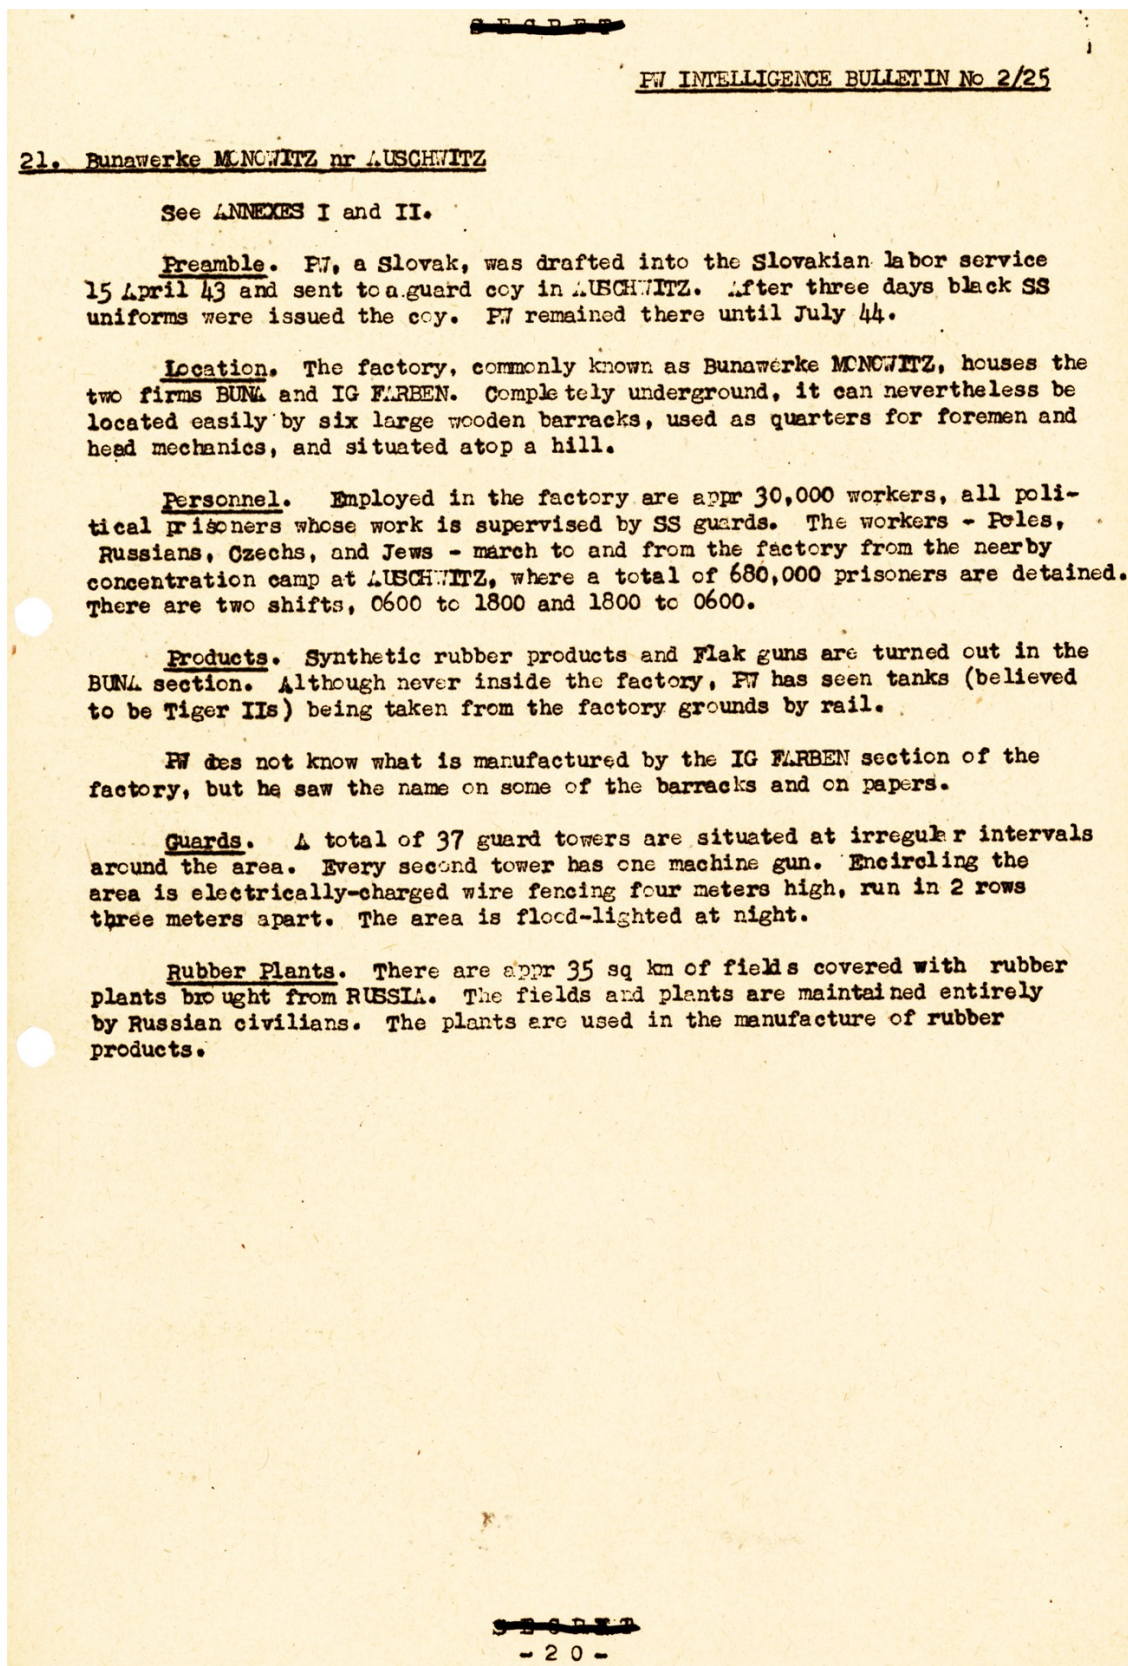 SECRET
PW INTELLIGENCE BULLETIN No 2/25
21. Bunawerke MONOWITZ nr AUSCHWITZ
See ANNEXES I and II.
Preamble. PW, a Slovak, was drafted into the Slovakian labor service
15 April 43 and sent to a guard coy in AUSCHWITZ. After three days black SS
uniforms were issued the coy. PW remained there until July 44.
Location. The factory, commonly known as Bunawerke MONOWITZ, houses the
two firms BUNA and IG FARBEN. Completely underground, it can nevertheless be
located easily by six large wooden barracks, used as quarters for foremen and
head mechanics, and situated atop a hill.
Personnel. Employed in the factory are appr 30,000 workers, all poli-
tical prisoners whose work is supervised by SS guards. The workers - Poles,
Russians, Czechs, and Jews - march to and from the factory from the nearby
concentration camp at AUSCHWITZ, where a total of 680,000 prisoners are detained.
There are two shifts, 0600 to 1800 and 1800 to 0600.
Products. Synthetic rubber products and Flak guns are turned out in the
BUNA section. Although never inside the factory, PW has seen tanks (believed
to be Tiger IIs) being taken from the factory grounds by rail.
PW does not know what is manufactured by the IG FARBEN section of the
factory, but he saw the name on some of the barracks and on papers.
Guards. A total of 37 guard towers are situated at irregular intervals
around the area. Every second tower has one machine gun. Encircling the
area is electrically-charged wire fencing four meters high, run in 2 rows
three meters apart. The area is flood-lighted at night.
Rubber Plants. There are appr 35 sq km of fields covered with rubber
plants brought from RUSSIA. The fields and plants are maintained entirely
by Russian civilians. The plants are used in the manufacture of rubber
products.
SECRET
-20-